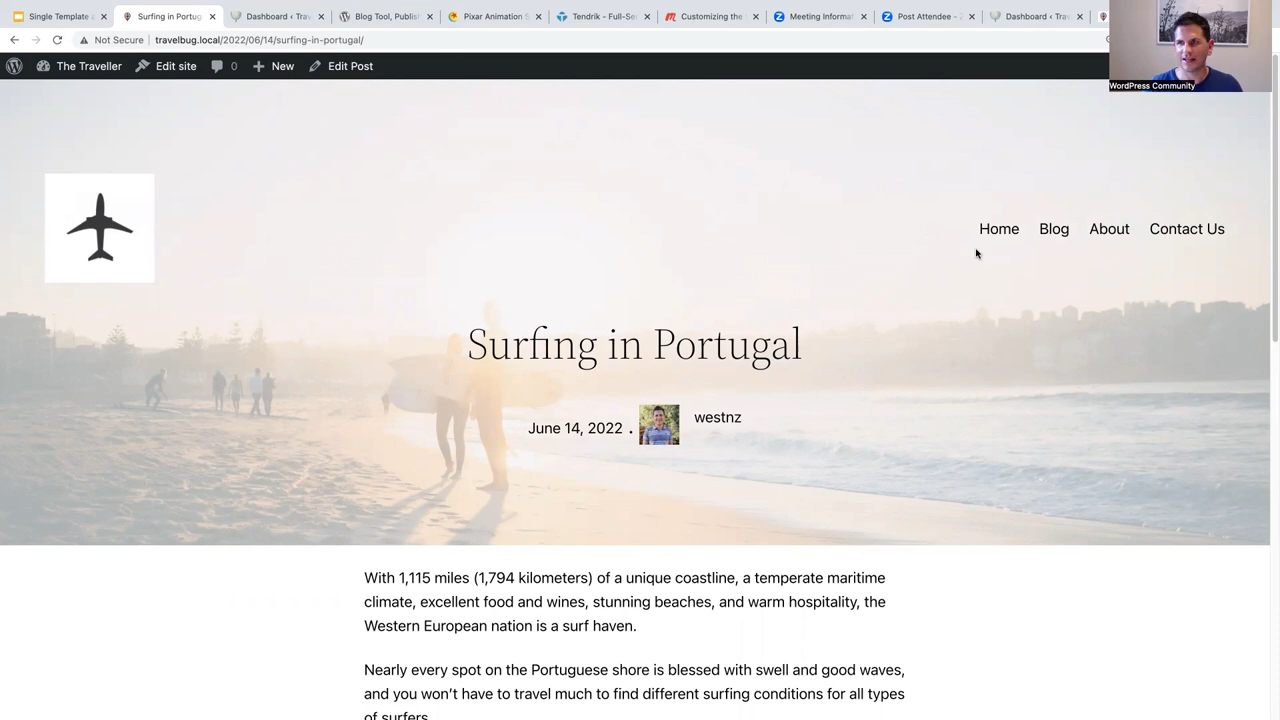 Single Template a
Surfing in Portug
Dashboard ‹ Trav
Blog Tool, Publis
Pixar Animation S
Tendrik - Full-Se
Customizing the
Meeting Informat
Post Attendee - Z
Dashboard ‹ Trav
Not Secure
travelbug.local/2022/06/14/surfing-in-portugal/
The Traveller
Edit site
0
New
Edit Post
WordPress Community
Home
Blog
About
Contact Us
Surfing in Portugal
June 14, 2022 .
westnz
With 1,115 miles (1,794 kilometers) of a unique coastline, a temperate maritime
climate, excellent food and wines, stunning beaches, and warm hospitality, the
Western European nation is a surf haven.
Nearly every spot on the Portuguese shore is blessed with swell and good waves,
and you won't have to travel much to find different surfing conditions for all types
of surfers.